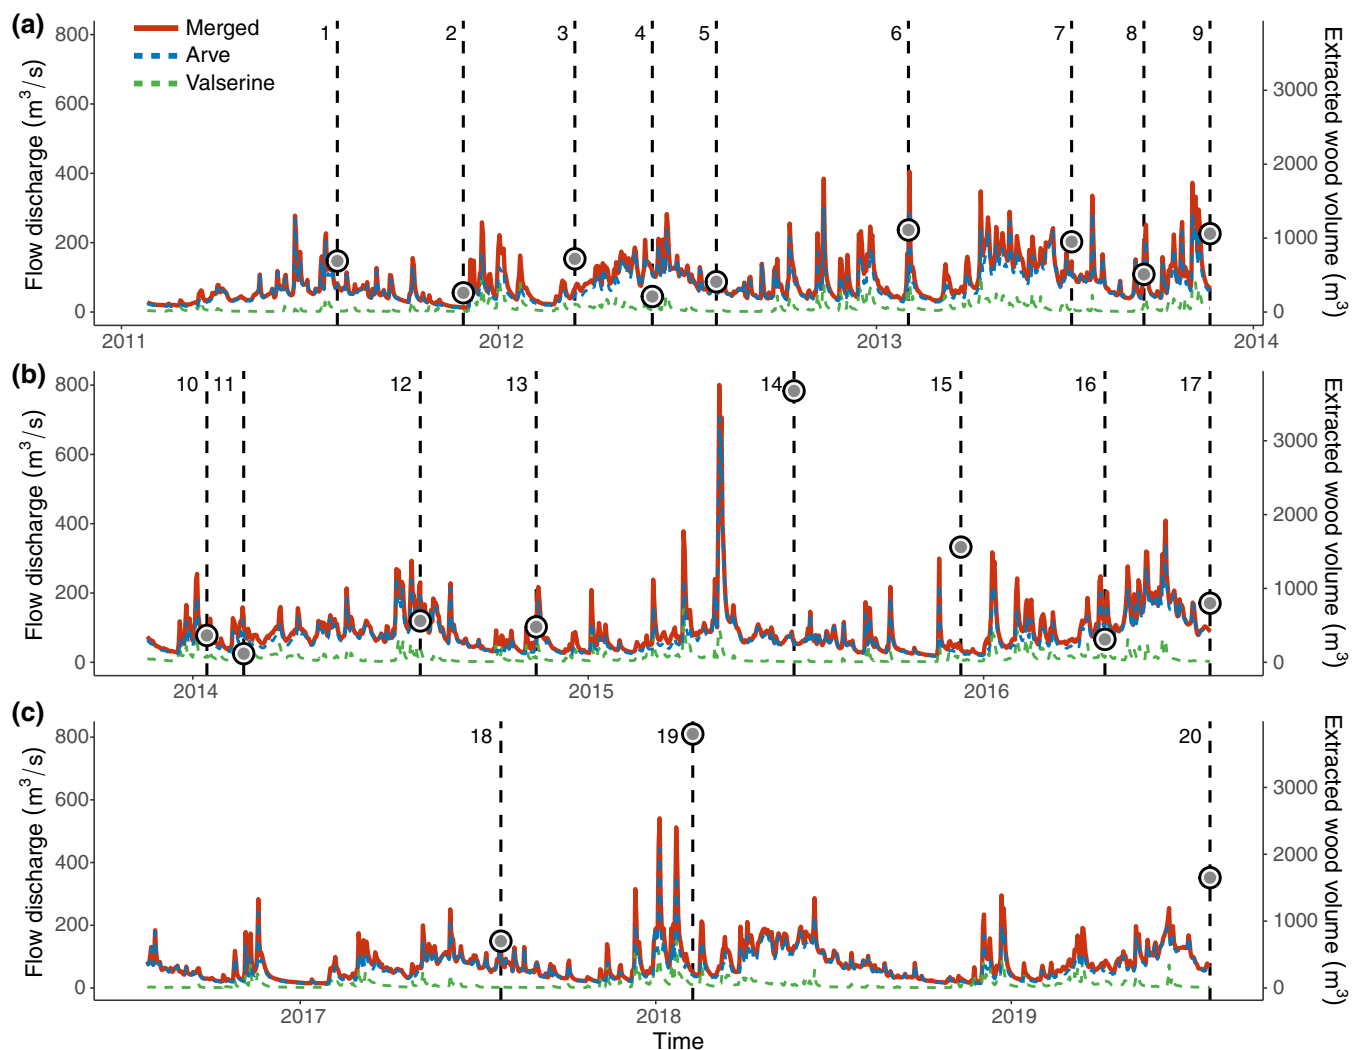 (a)
Merged
Arve
Valserine
1 2 3 4 5 6 7 8 9
Flow discharge (m³/s)
800
600
400
200
0
Extracted wood volume (m³)
3000
2000
1000
0
2011 2012 2013 2014
(b)
10 11 12 13 14 15 16 17
Flow discharge (m³/s)
800
600
400
200
0
Extracted wood volume (m³)
3000
2000
1000
0
2014 2015 2016
(c)
18 19 20
Flow discharge (m³/s)
800
600
400
200
0
Extracted wood volume (m³)
3000
2000
1000
0
2017 2018 2019
Time